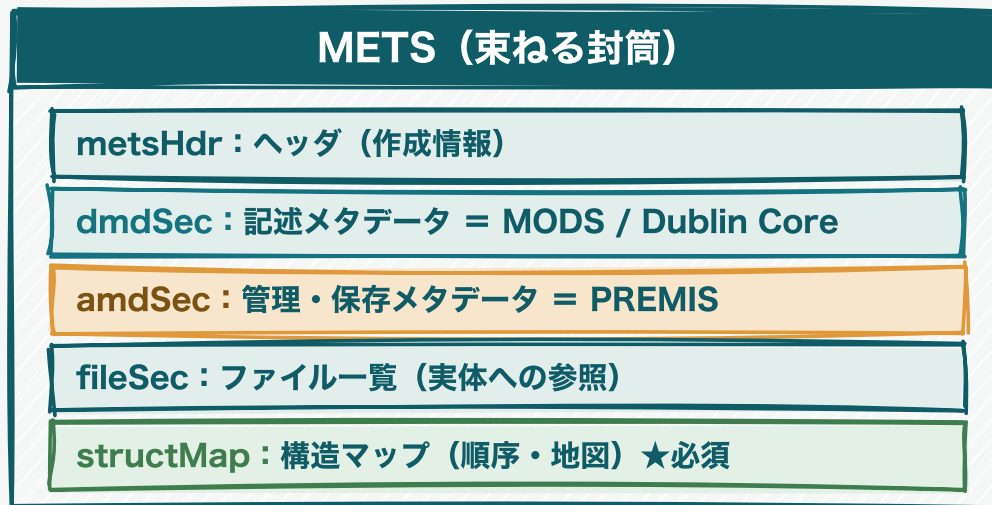 METS（束ねる封筒）
metsHdr：ヘッダ（作成情報）
dmdSec：記述メタデータ ＝ MODS / Dublin Core
amdSec：管理・保存メタデータ ＝ PREMIS
fileSec：ファイル一覧（実体への参照）
structMap：構造マップ（順序・地図）★必須